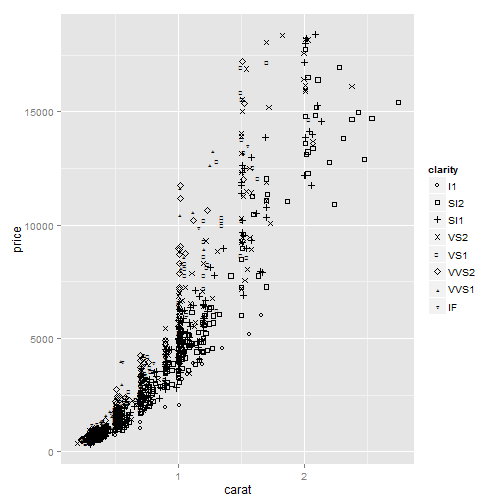 15000
10000
5000
0
price
1
2
carat
clarity
I1
SI2
SI1
VS2
VS1
VVS2
VVS1
IF